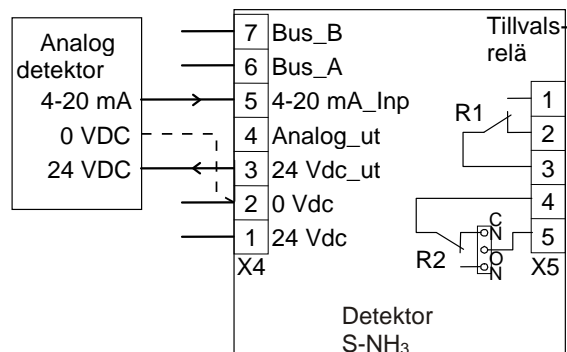 Analog
detektor
4-20 mA
0 VDC
24 VDC
7 Bus_B
6 Bus_A
5 4-20 mA_Inp
4 Analog_ut
3 24 Vdc_ut
2 0 Vdc
1 24 Vdc
X4
Tillvals-
relä
R1
1
2
3
4
5
X5
R2
C
N
O
N
Detektor
S-NH₃